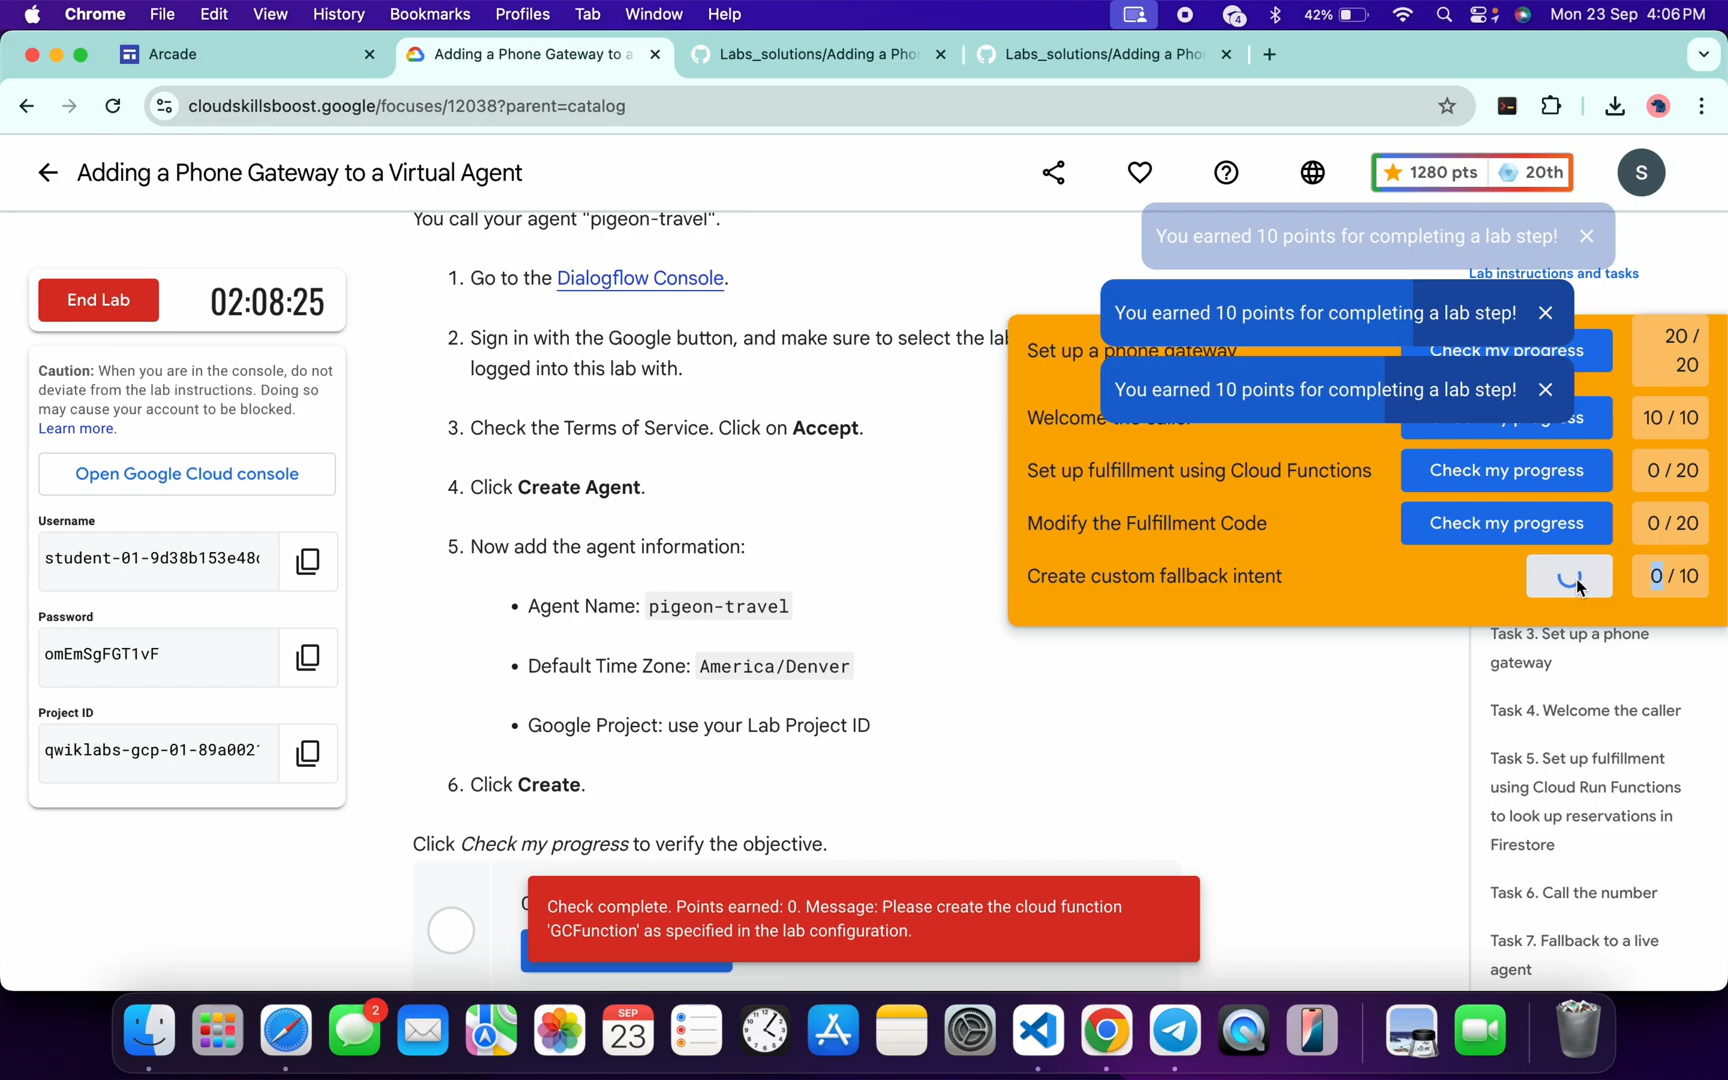 Chrome File Edit View History Bookmarks Profiles Tab Window Help
4 42% Mon 23 Sep 4:06 PM
Arcade
Adding a Phone Gateway to a
Labs_solutions/Adding a Pho
Labs_solutions/Adding a Pho
cloudskillsboost.google/focuses/12038?parent=catalog
Adding a Phone Gateway to a Virtual Agent
1280 pts 20th
S
You call your agent "pigeon-travel".
You earned 10 points for completing a lab step!
Lab instructions and tasks
You earned 10 points for completing a lab step!
You earned 10 points for completing a lab step!
End Lab 02:08:25
Caution: When you are in the console, do not
deviate from the lab instructions. Doing so
may cause your account to be blocked.
Learn more.
Open Google Cloud console
Username
student-01-9d38b153e48
Password
omEmSgFGT1vF
Project ID
qwiklabs-gcp-01-89a002
1. Go to the Dialogflow Console.
2. Sign in with the Google button, and make sure to select the
logged into this lab with.
3. Check the Terms of Service. Click on Accept.
4. Click Create Agent.
5. Now add the agent information:
• Agent Name: pigeon-travel
• Default Time Zone: America/Denver
• Google Project: use your Lab Project ID
6. Click Create.
Click Check my progress to verify the objective.
Set up a phone gateway Check my progress 20 /
20
Welcome 10 / 10
Set up fulfillment using Cloud Functions Check my progress 0 / 20
Modify the Fulfillment Code Check my progress 0 / 20
Create custom fallback intent 0 / 10
Task 3. Set up a phone
gateway
Task 4. Welcome the caller
Task 5. Set up fulfillment
using Cloud Run Functions
to look up reservations in
Firestore
Task 6. Call the number
Task 7. Fallback to a live
agent
Check complete. Points earned: 0. Message: Please create the cloud function
'GCFunction' as specified in the lab configuration.
2
SEP
23